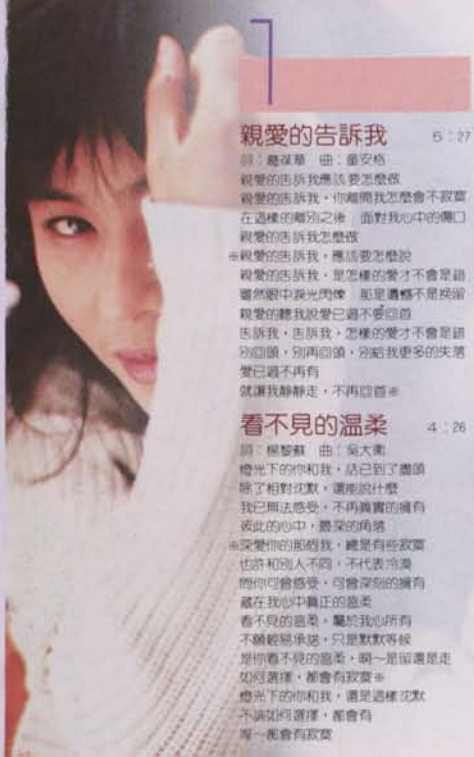 親愛的告訴我 5:27
詞：葛葆華 曲：童安格
親愛的告訴我應該要怎麼做
親愛的告訴我，你離開我怎麼會不寂寞
在這樣的離別之後 面對我心中的傷口
親愛的告訴我怎麼做
※親愛的告訴我，應該要怎麼說
親愛的告訴我，是怎樣的愛才不會是錯
雖然眼中淚光閃爍 那是遺憾不是挽留
親愛的聽我說愛已過不要回首
告訴我，告訴我，怎樣的愛才不會是錯
別回頭，別再回頭，別給我更多的失落
愛已過不再有
就讓我靜靜走，不再回首※
看不見的溫柔 4:26
詞：楊黎蘇 曲：吳大衛
燈光下的你和我，話已到了盡頭
除了相對沈默，還能說什麼
我已無法感受，不再真實的擁有
彼此的心中，最深的角落
※深愛你的那個我，總是有些寂寞
也許和別人不同，不代表冷漠
問你可曾感受，可曾深刻的擁有
藏在我心中真正的溫柔
看不見的溫柔，屬於我心所有
不願輕易承諾，只是默默等候
是你看不見的溫柔，啊～是留還是走
如何選擇，都會有寂寞※
燈光下的你和我，還是這樣沈默
不論如何選擇，都會有
喔～都會有寂寞